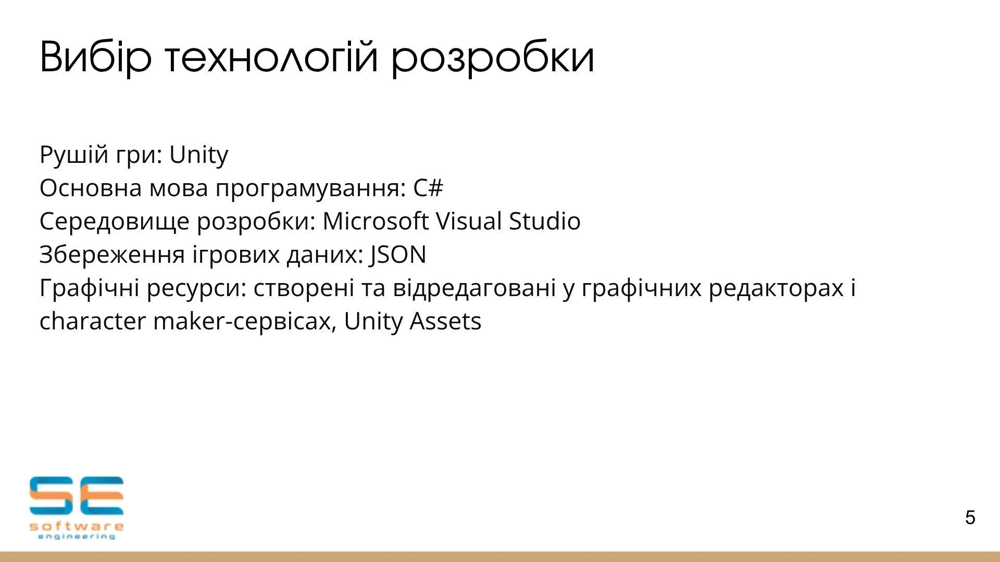 Вибір технологій розробки
Рушій гри: Unity
Основна мова програмування: C#
Середовище розробки: Microsoft Visual Studio
Збереження ігрових даних: JSON
Графічні ресурси: створені та відредаговані у графічних редакторах і
character maker-сервісах, Unity Assets
SE
software
engineering
5